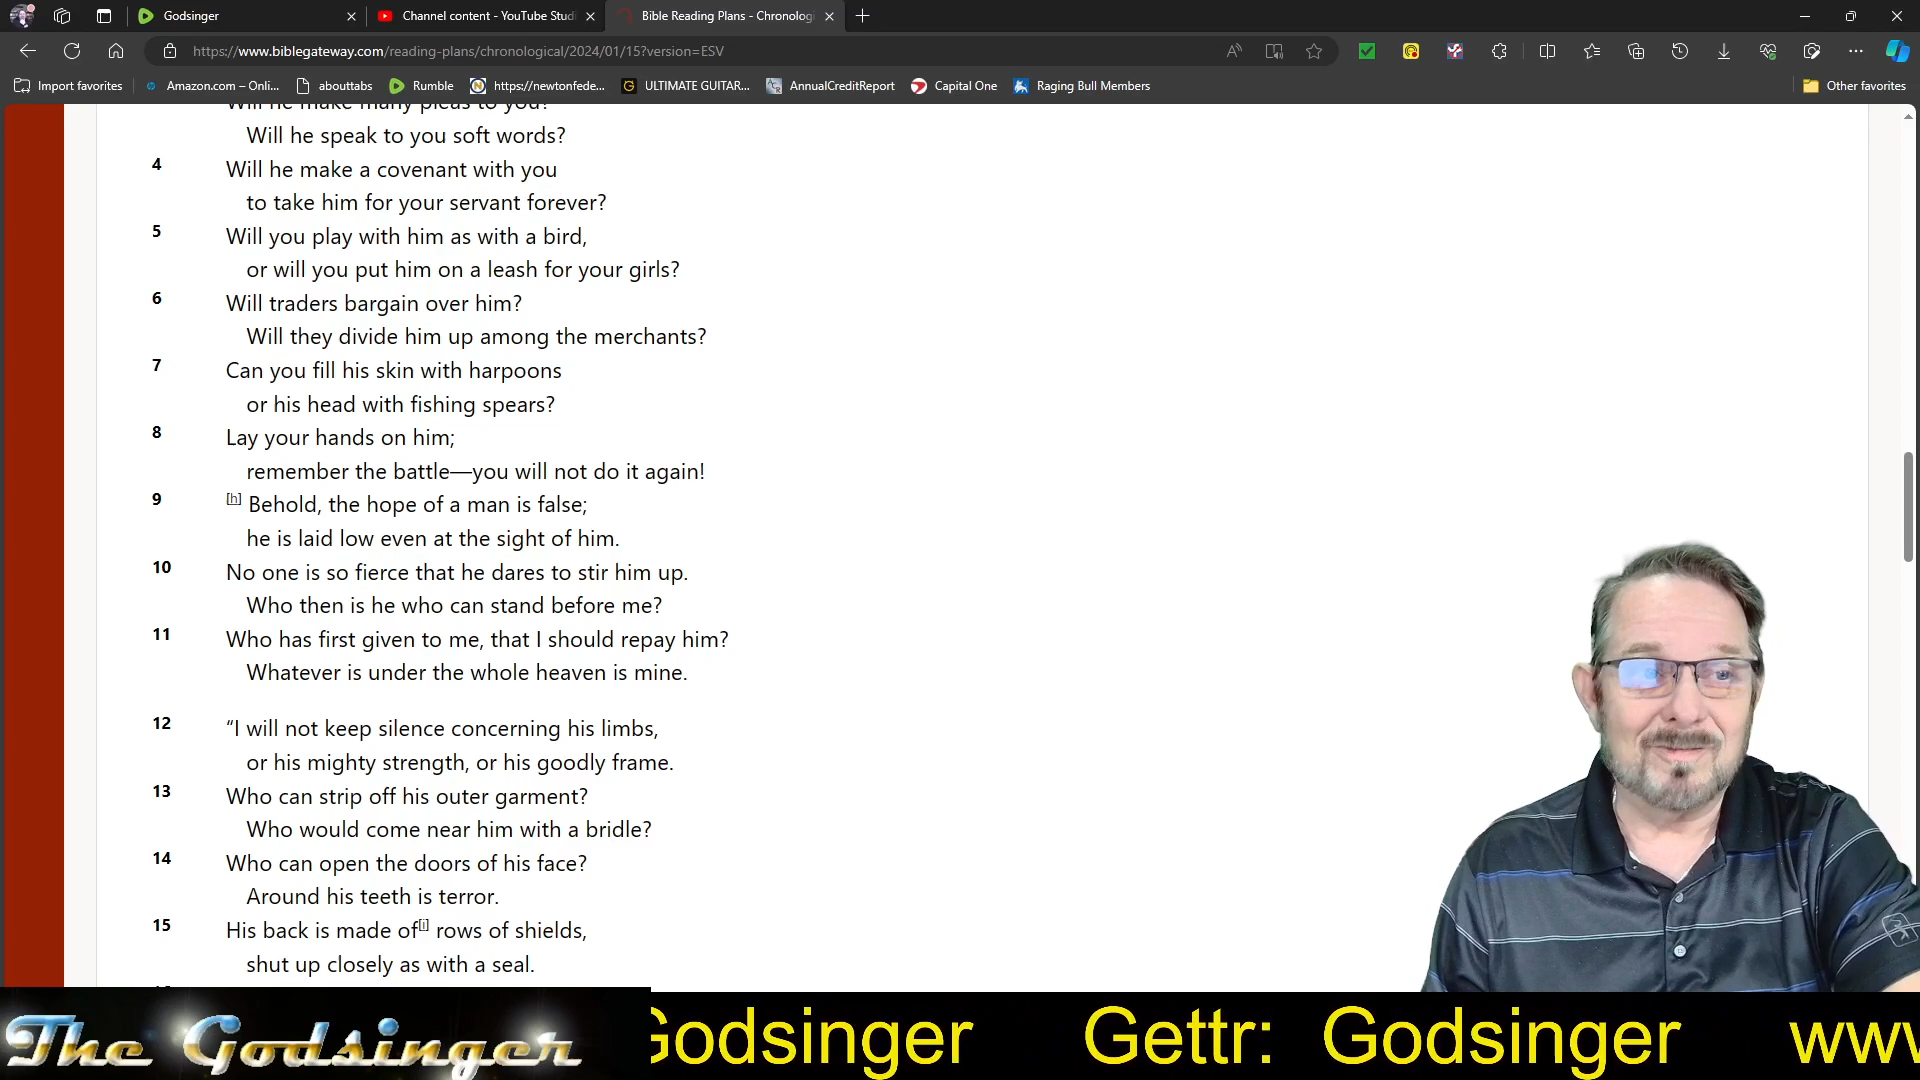 Godsinger
Channel content - YouTube Studi
Bible Reading Plans - Chronolog
https://www.biblegateway.com/reading-plans/chronological/2024/01/15?version=ESV
Import favorites
Amazon.com – Onli...
abouttabs
Rumble
https://newtonfede...
ULTIMATE GUITAR...
AnnualCreditReport
Capital One
Raging Bull Members
Other favorites
Will he make many pleas to you?
Will he speak to you soft words?
4 Will he make a covenant with you
to take him for your servant forever?
5 Will you play with him as with a bird,
or will you put him on a leash for your girls?
6 Will traders bargain over him?
Will they divide him up among the merchants?
7 Can you fill his skin with harpoons
or his head with fishing spears?
8 Lay your hands on him;
remember the battle—you will not do it again!
9 [h] Behold, the hope of a man is false;
he is laid low even at the sight of him.
10 No one is so fierce that he dares to stir him up.
Who then is he who can stand before me?
11 Who has first given to me, that I should repay him?
Whatever is under the whole heaven is mine.
12 “I will not keep silence concerning his limbs,
or his mighty strength, or his goodly frame.
13 Who can strip off his outer garment?
Who would come near him with a bridle?
14 Who can open the doors of his face?
Around his teeth is terror.
15 His back is made of[i] rows of shields,
shut up closely as with a seal.
The Godsinger
Godsinger Gettr: Godsinger www